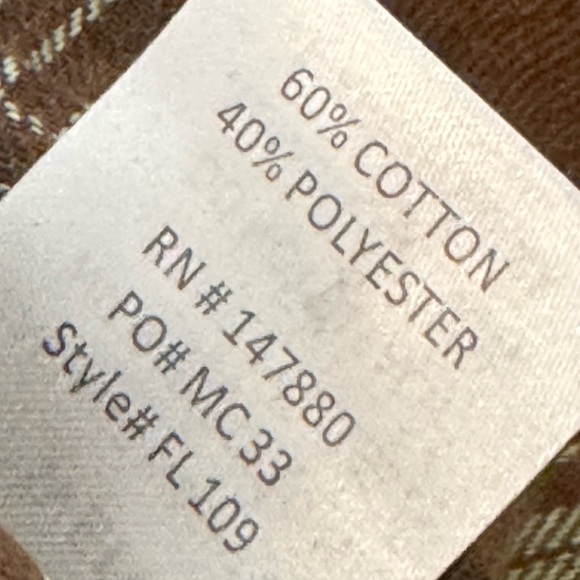 60% COTTON
40% POLYESTER
RN # 147880
PO# MC 33
Style# FL 109